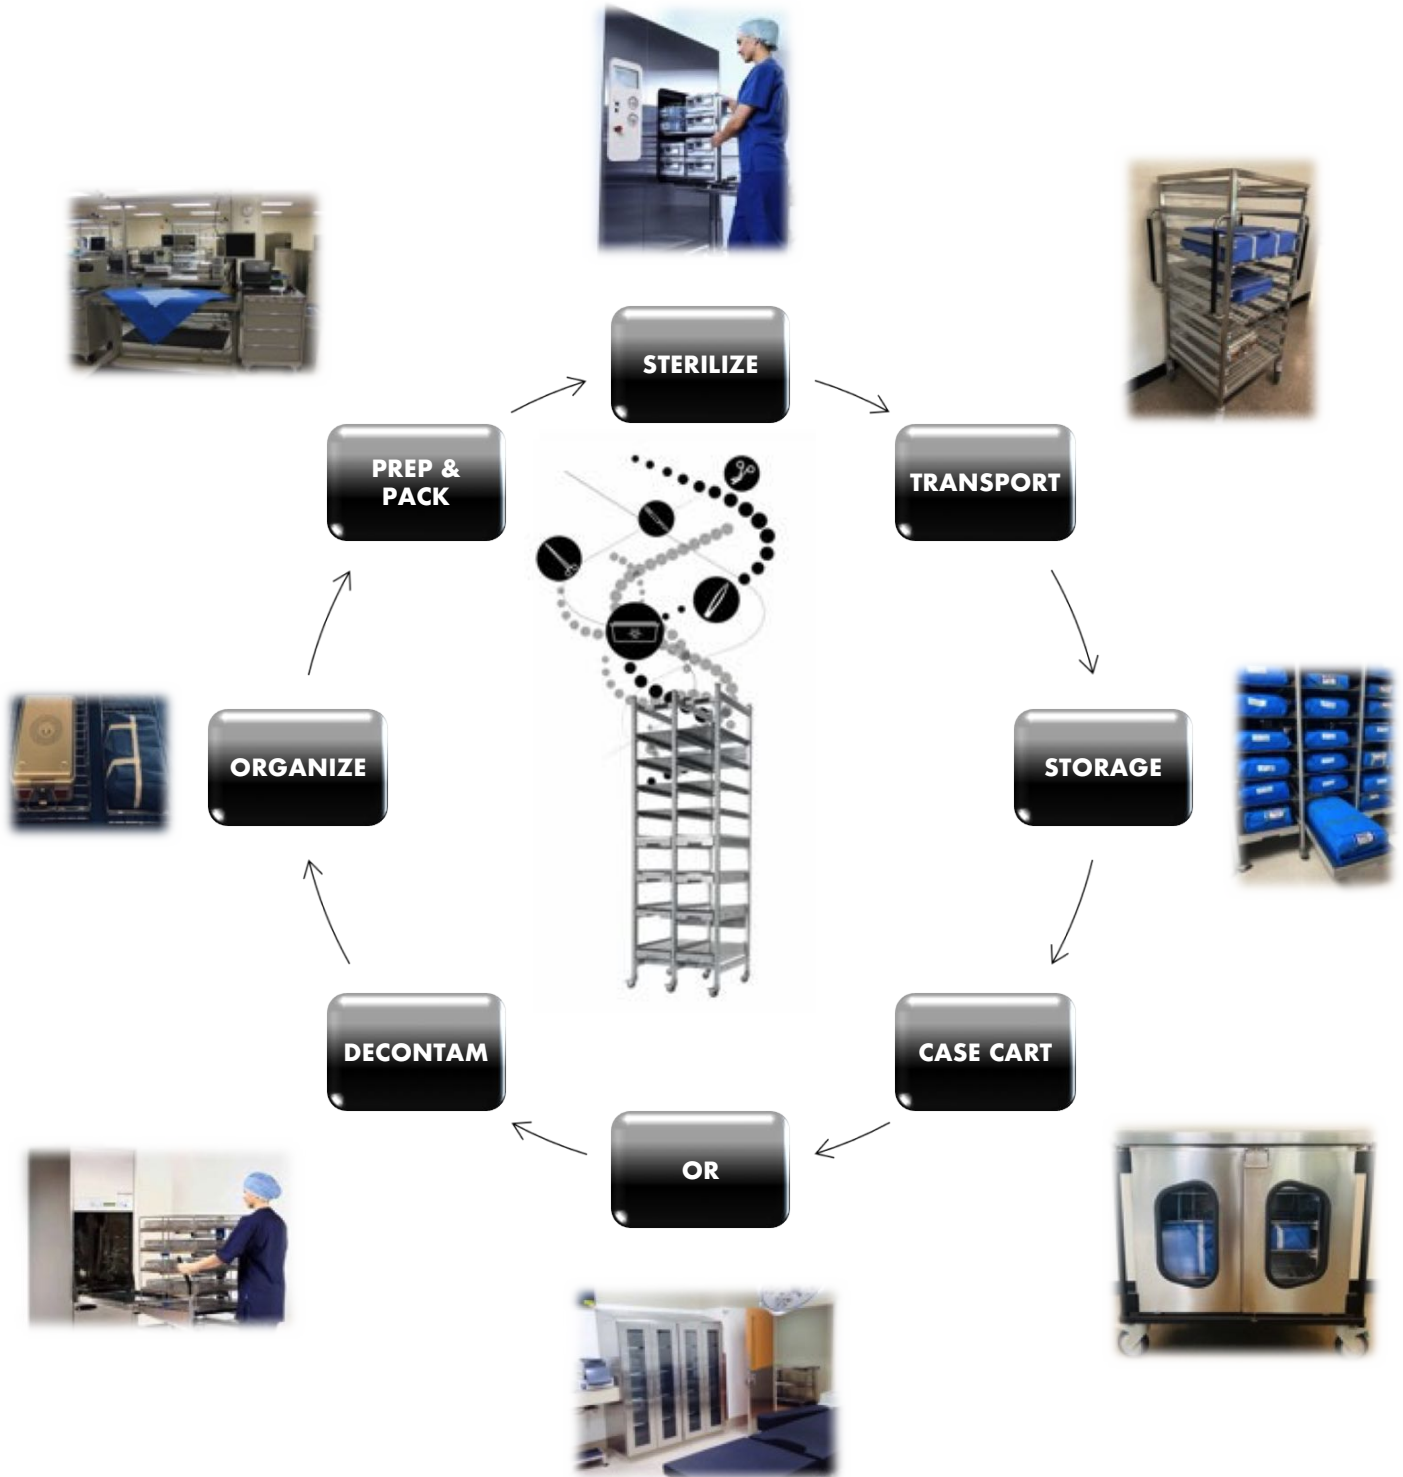 STERILIZE
PREP &
PACK
TRANSPORT
ORGANIZE
STORAGE
DECONTAM
CASE CART
OR